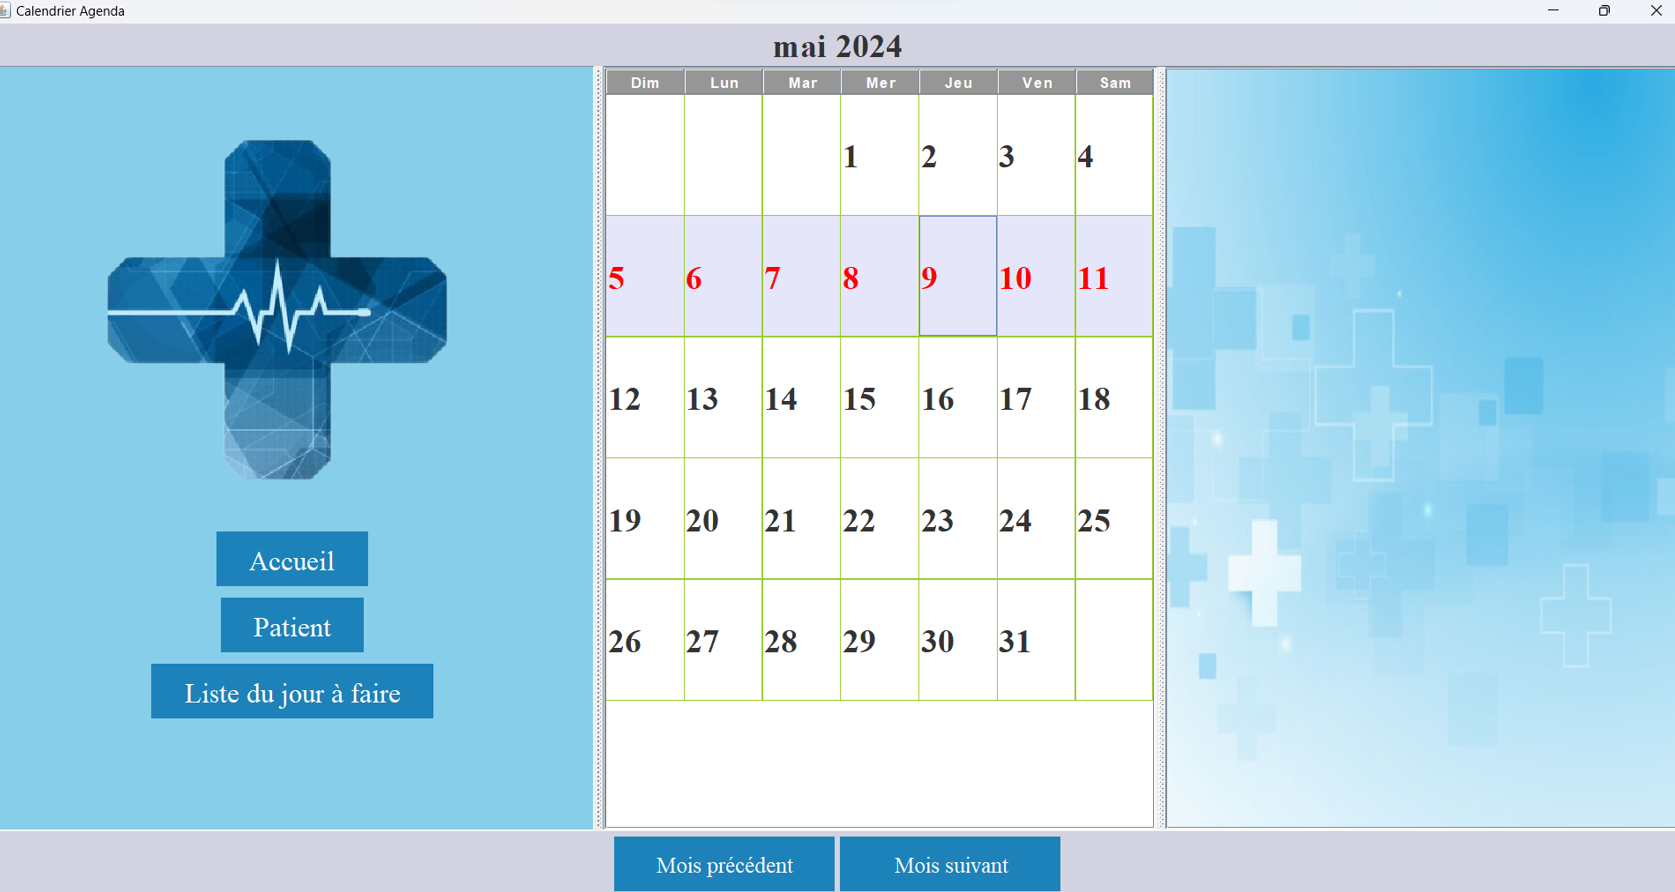 Calendrier Agenda
mai 2024
Dim Lun Mar Mer Jeu Ven Sam
1 2 3 4
5 6 7 8 9 10 11
12 13 14 15 16 17 18
19 20 21 22 23 24 25
26 27 28 29 30 31
Accueil
Patient
Liste du jour à faire
Mois précédent Mois suivant